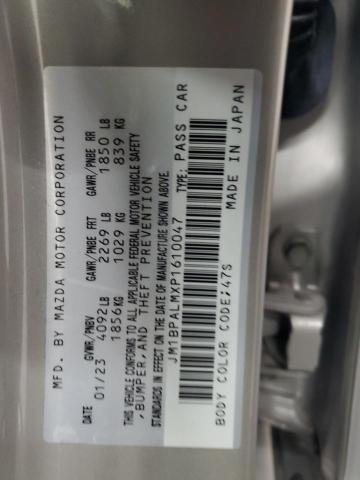 MFD. BY MAZDA MOTOR CORPORATION
DATE GVWR/PNBV GAWR/PNBE FRT GAWR/PNBE RR
01/23 4092LB 2269 LB 1850 LB
1856KG 1029 KG 839 KG
THIS VEHICLE CONFORMS TO ALL APPLICABLE FEDERAL MOTOR VEHICLE SAFETY
,BUMPER,AND THEFT PREVENTION
STANDARDS IN EFFECT ON THE DATE OF MANUFACTURE SHOWN ABOVE.
JM1BPALMXP1610047 TYPE: PASS CAR
BODY COLOR CODE:47S MADE IN JAPAN